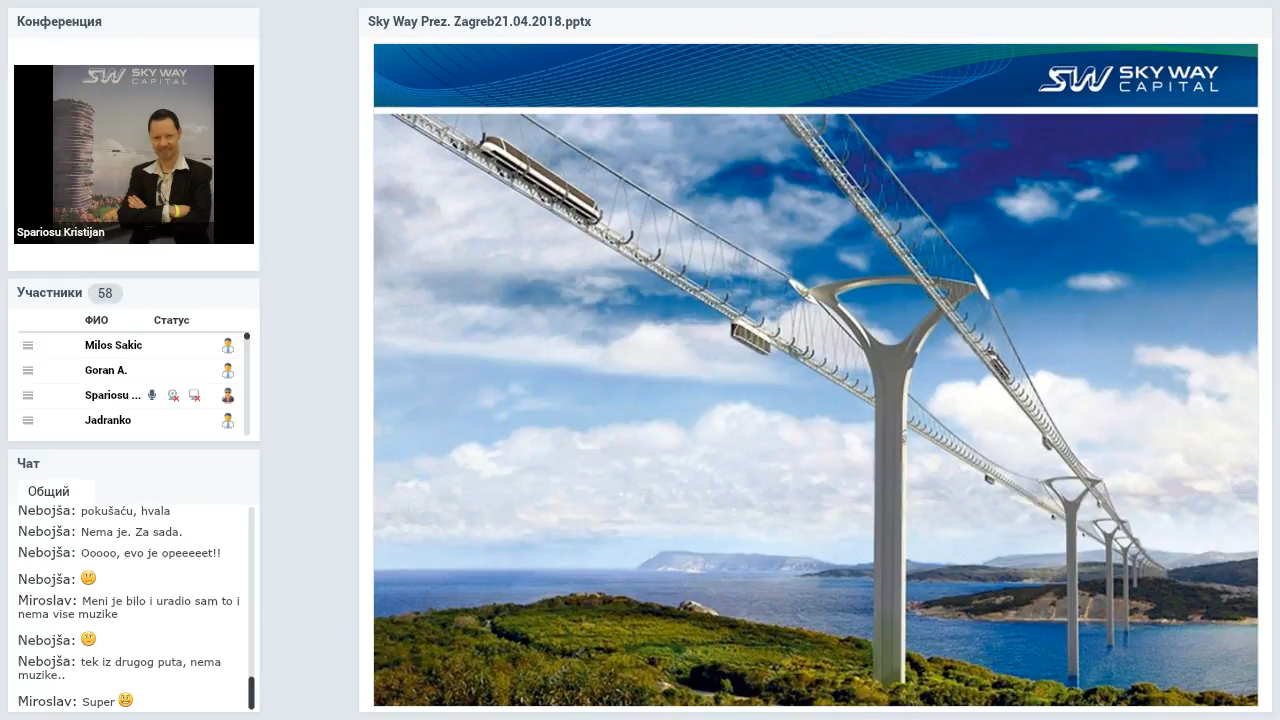 Конференция
SW SKY WAY
CAPITAL
Spariosu Kristijan
Участники 58
ФИО Статус
Milos Sakic
Goran A.
Spariosu ...
Jadranko
Чат
Общий
Nebojša: pokušaću, hvala
Nebojša: Nema je. Za sada.
Nebojša: Ooooo, evo je opeeeeet!!
Nebojša:
Miroslav: Meni je bilo i uradio sam to i
nema vise muzike
Nebojša:
Nebojša: tek iz drugog puta, nema
muzike..
Miroslav: Super
Sky Way Prez. Zagreb21.04.2018.pptx
SW SKY WAY
CAPITAL